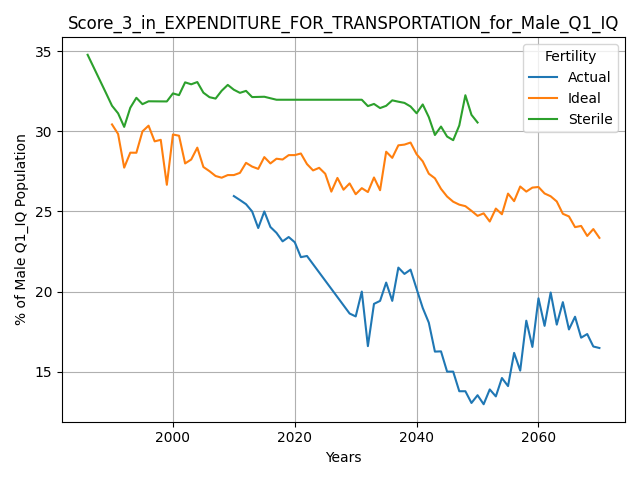 Score_3_in_EXPENDITURE_FOR_TRANSPORTATION_for_Male_Q1_IQ
Fertility
Actual
Ideal
Sterile
% of Male Q1_IQ Population
35
30
25
20
15
2000
2020
2040
2060
Years